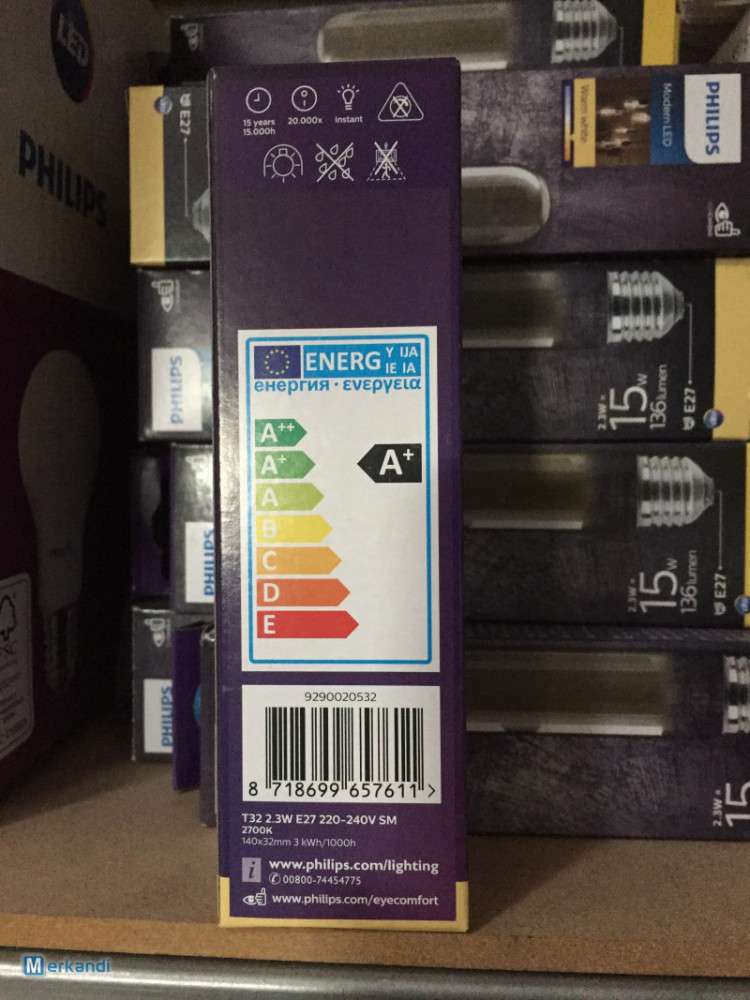 LED
PHILIPS
15 years
15.000h
20.000x
instant
E27
PHILIPS
Modern LED
Warm white
ENERG Y IJA
IE IA
енергия · ενεργεια
A++
A+
A
B
C
D
E
A+
9290020532
8 718699 657611 >
T32 2.3W E27 220-240V SM
2700K
140x32mm 3 kWh/1000h
i www.philips.com/lighting
✆ 00800-74454775
www.philips.com/eyecomfort
PHILIPS
PHILIPS
PHILIPS
2.3W
15W
136 lumen
E27
2.3W
15W
136 lumen
E27
2.3W
15
Merkandi